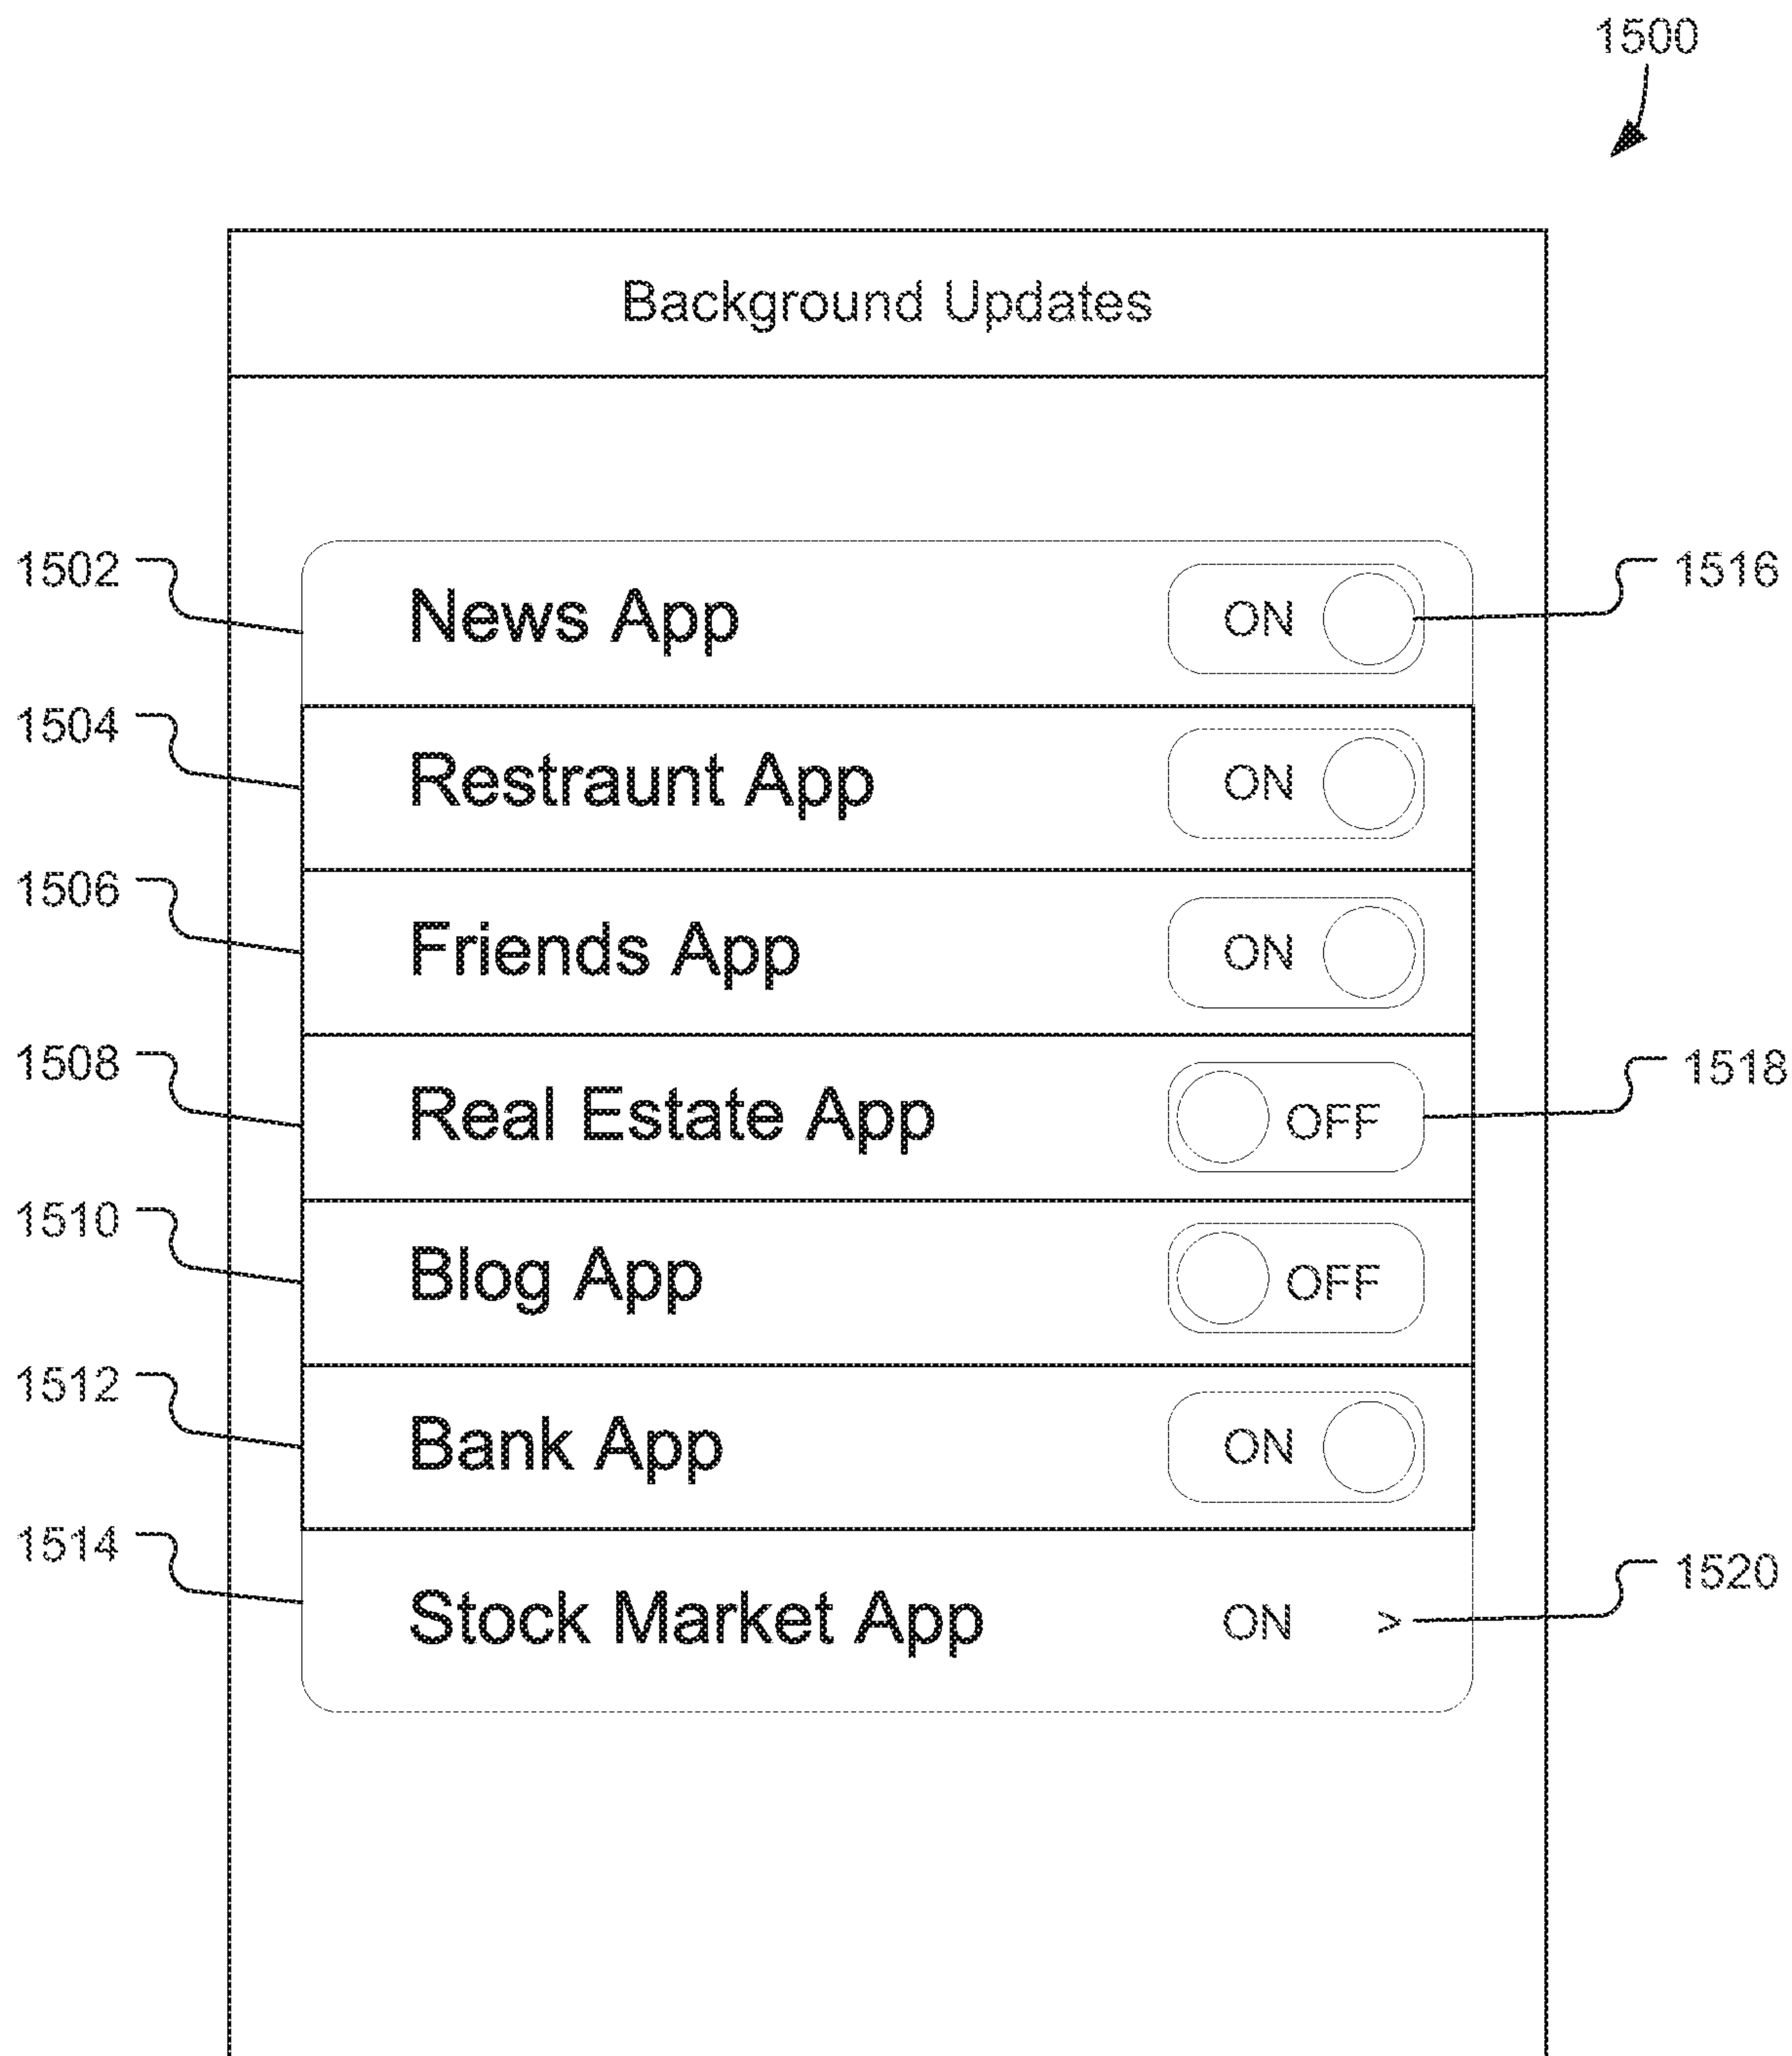 1500
Background Updates
1502 News App ON 1516
1504 Restraunt App ON
1506 Friends App ON
1508 Real Estate App OFF 1518
1510 Blog App OFF
1512 Bank App ON
1514 Stock Market App ON > 1520